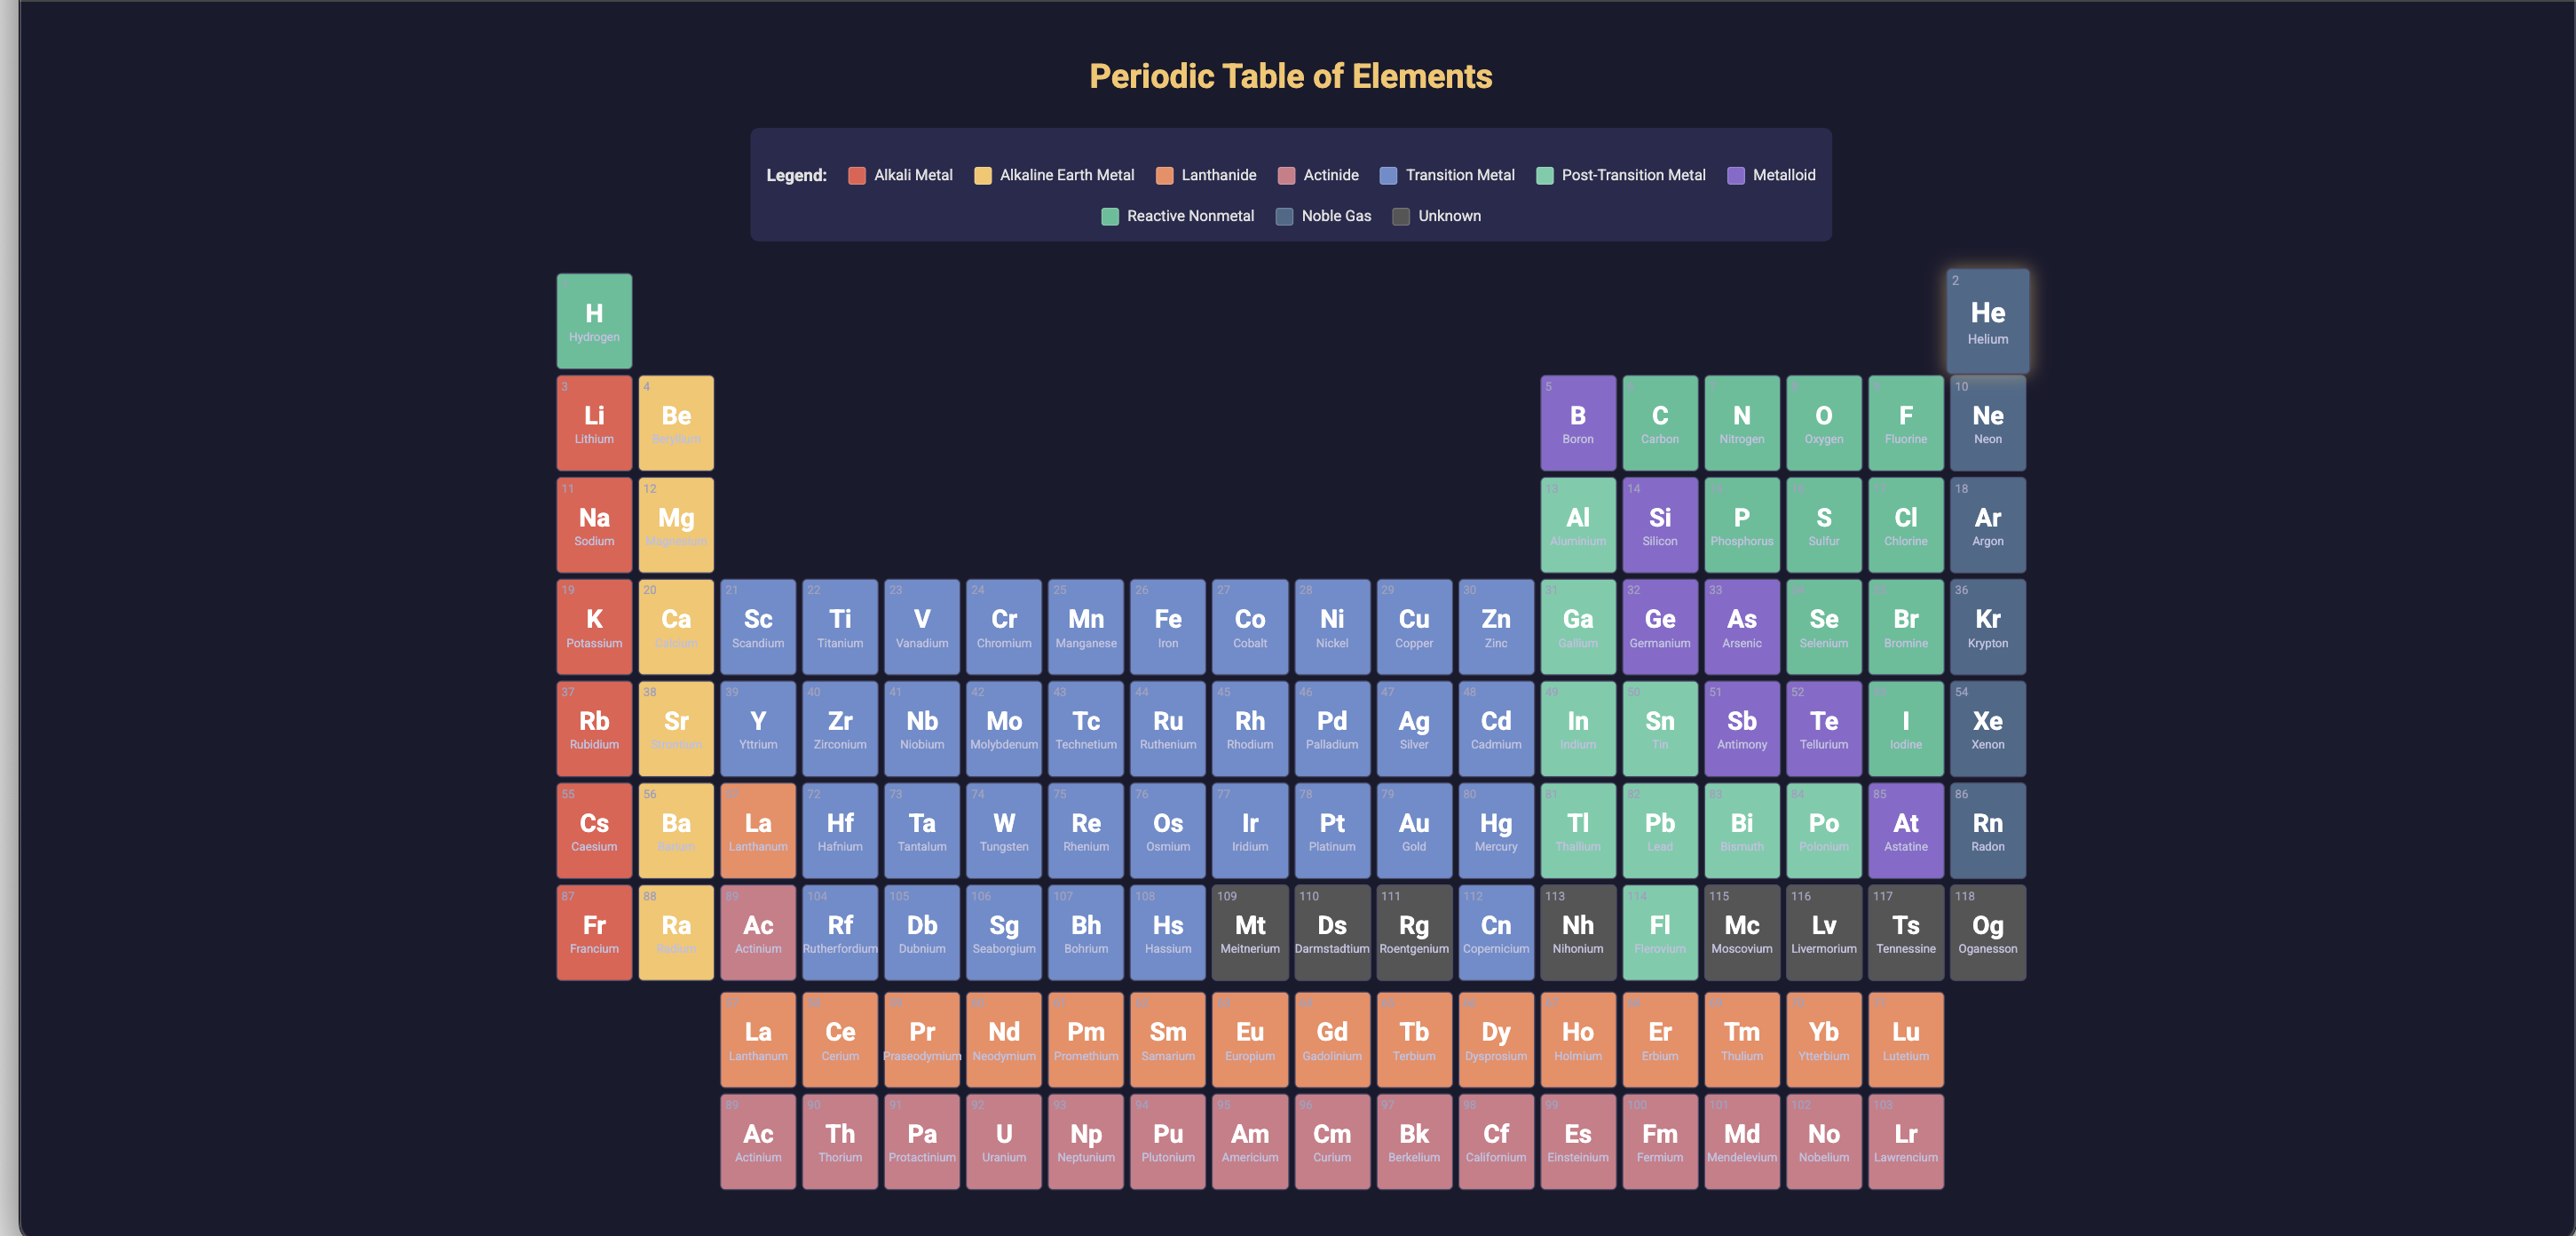 Periodic Table of Elements
Legend: Alkali Metal Alkaline Earth Metal Lanthanide Actinide Transition Metal Post-Transition Metal Metalloid
Reactive Nonmetal Noble Gas Unknown
2
H He
Hydrogen Helium
3 4 5 10
Li Be B C N O F Ne
Lithium Beryllium Boron Carbon Nitrogen Oxygen Fluorine Neon
11 12 13 14 18
Na Mg Al Si P S Cl Ar
Sodium Magnesium Aluminium Silicon Phosphorus Sulfur Chlorine Argon
19 20 21 22 23 24 25 26 27 28 29 30 31 32 33 36
K Ca Sc Ti V Cr Mn Fe Co Ni Cu Zn Ga Ge As Se Br Kr
Potassium Calcium Scandium Titanium Vanadium Chromium Manganese Iron Cobalt Nickel Copper Zinc Gallium Germanium Arsenic Selenium Bromine Krypton
37 38 39 40 41 42 43 44 45 46 47 48 49 50 51 52 54
Rb Sr Y Zr Nb Mo Tc Ru Rh Pd Ag Cd In Sn Sb Te I Xe
Rubidium Strontium Yttrium Zirconium Niobium Molybdenum Technetium Ruthenium Rhodium Palladium Silver Cadmium Indium Tin Antimony Tellurium Iodine Xenon
55 56 57 72 73 74 75 76 77 78 79 80 81 82 83 84 85 86
Cs Ba La Hf Ta W Re Os Ir Pt Au Hg Tl Pb Bi Po At Rn
Caesium Barium Lanthanum Hafnium Tantalum Tungsten Rhenium Osmium Iridium Platinum Gold Mercury Thallium Lead Bismuth Polonium Astatine Radon
87 88 89 104 105 106 107 108 109 110 111 112 113 114 115 116 117 118
Fr Ra Ac Rf Db Sg Bh Hs Mt Ds Rg Cn Nh Fl Mc Lv Ts Og
Francium Radium Actinium Rutherfordium Dubnium Seaborgium Bohrium Hassium Meitnerium Darmstadtium Roentgenium Copernicium Nihonium Flerovium Moscovium Livermorium Tennessine Oganesson
57 58 59 60 61 62 63 64 65 66 67 68 69 70 71
La Ce Pr Nd Pm Sm Eu Gd Tb Dy Ho Er Tm Yb Lu
Lanthanum Cerium Praseodymium Neodymium Promethium Samarium Europium Gadolinium Terbium Dysprosium Holmium Erbium Thulium Ytterbium Lutetium
89 90 91 92 93 94 95 96 97 98 99 100 101 102 103
Ac Th Pa U Np Pu Am Cm Bk Cf Es Fm Md No Lr
Actinium Thorium Protactinium Uranium Neptunium Plutonium Americium Curium Berkelium Californium Einsteinium Fermium Mendelevium Nobelium Lawrencium